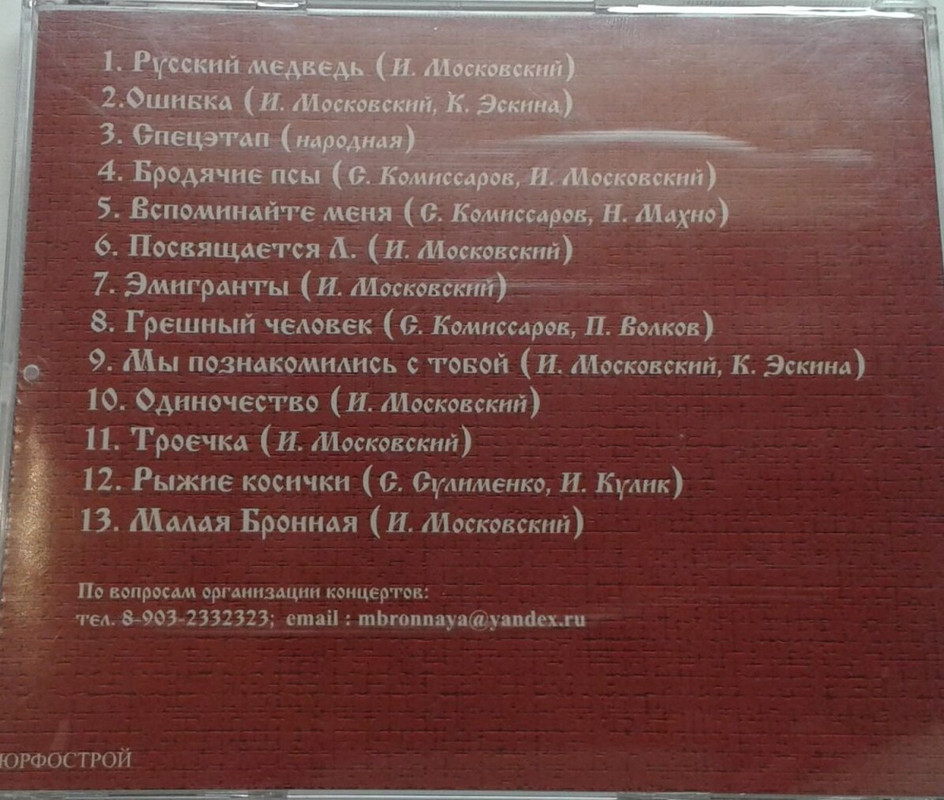 1. Русский медведь (И. Московский)
2.Ошибка (И. Московский, К. Эскина)
3. Спецэтап (народная)
4. Бродячие псы (С. Комиссаров, И. Московский)
5. Вспоминайте меня (С. Комиссаров, Н. Махно)
6. Посвящается Л. (И. Московский)
7. Эмигранты (И. Московский)
8. Грешный человек (С. Комиссаров, П. Волков)
9. Мы познакомились с тобой (И. Московский, К. Эскина)
10. Одиночество (И. Московский)
11. Троечка (И. Московский)
12. Рыжие косички (С. Сулименко, И. Кулик)
13. Малая Бронная (И. Московский)
По вопросам организации концертов:
тел. 8-903-2332323; email : mbronnaya@yandex.ru
ЮРФОСТРОЙ